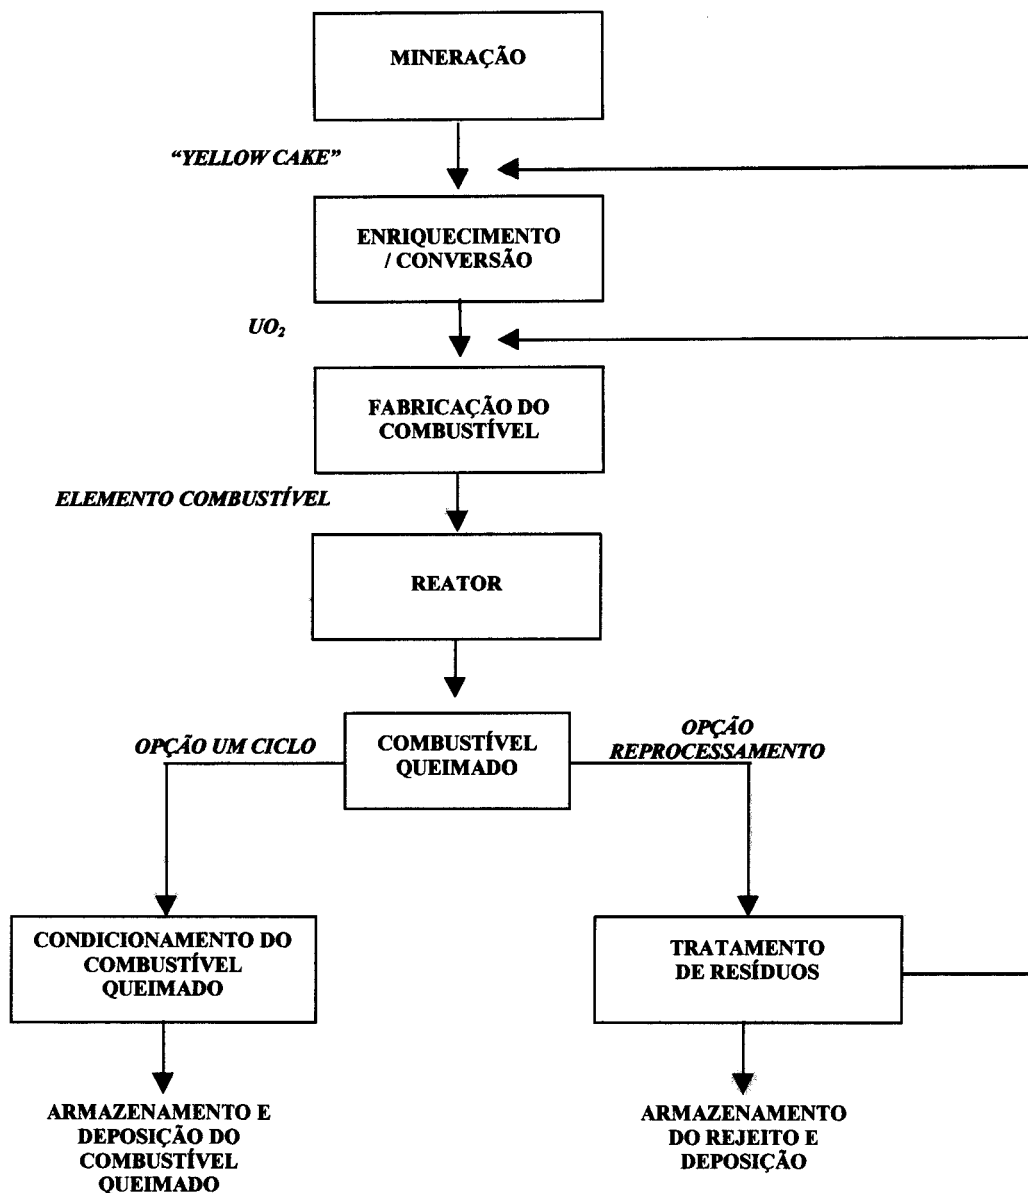 MINERAÇÃO
“YELLOW CAKE”
ENRIQUECIMENTO
/ CONVERSÃO
UO₂
FABRICAÇÃO DO
COMBUSTÍVEL
ELEMENTO COMBUSTÍVEL
REATOR
OPÇÃO UM CICLO
COMBUSTÍVEL
QUEIMADO
OPÇÃO
REPROCESSAMENTO
CONDICIONAMENTO DO
COMBUSTÍVEL
QUEIMADO
TRATAMENTO
DE RESÍDUOS
ARMAZENAMENTO E
DEPOSIÇÃO DO
COMBUSTÍVEL
QUEIMADO
ARMAZENAMENTO
DO REJEITO E
DEPOSIÇÃO